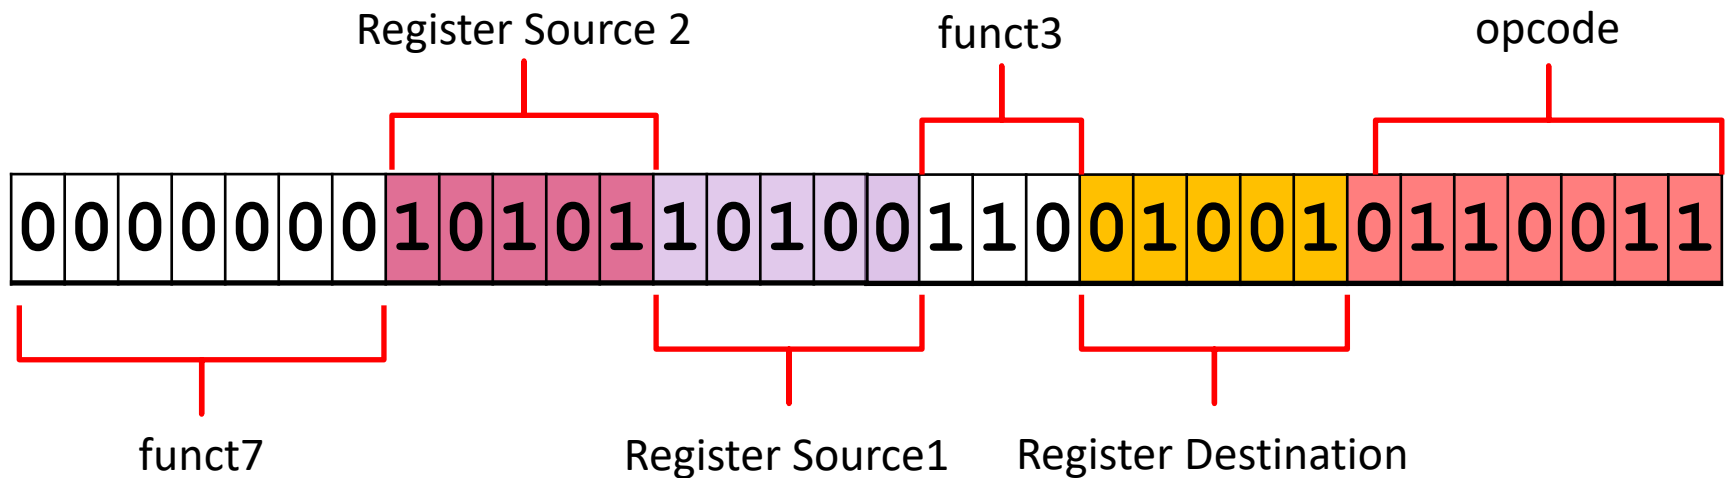 Register Source 2 funct3 opcode
00000001010110100110010010110011
funct7 Register Source1 Register Destination